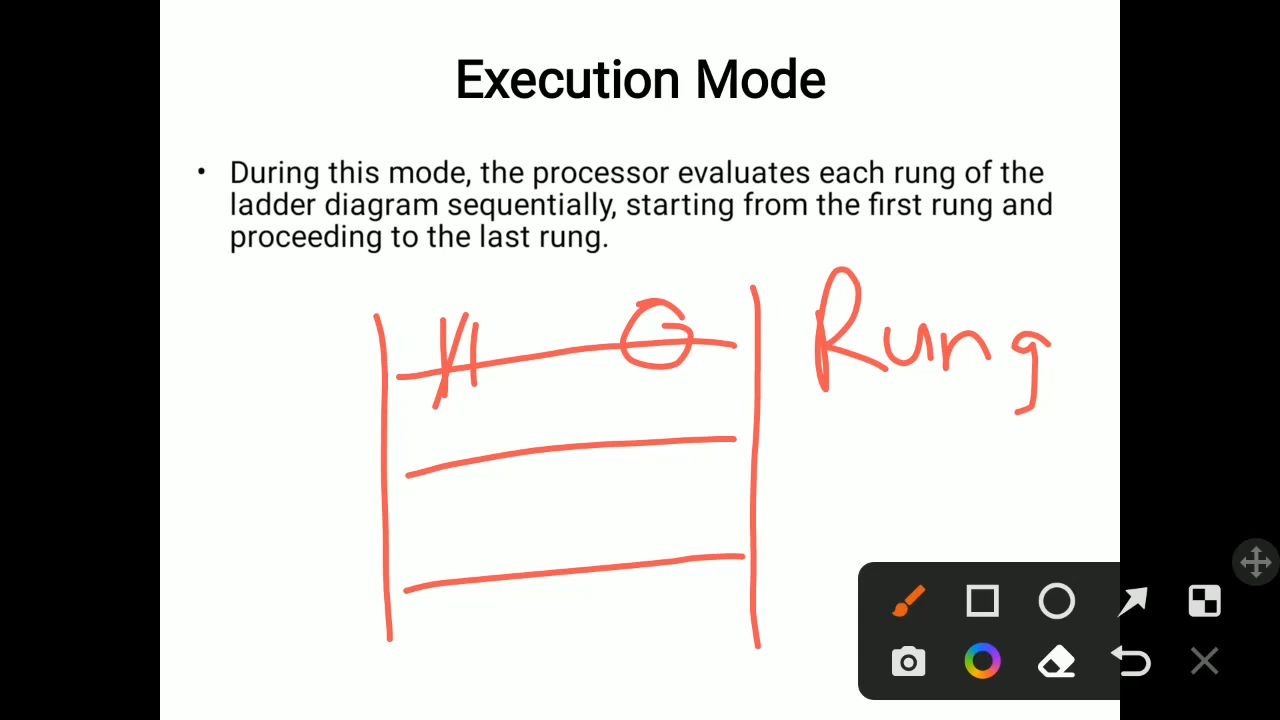 Execution Mode
• During this mode, the processor evaluates each rung of the
ladder diagram sequentially, starting from the first rung and
proceeding to the last rung.
Rung